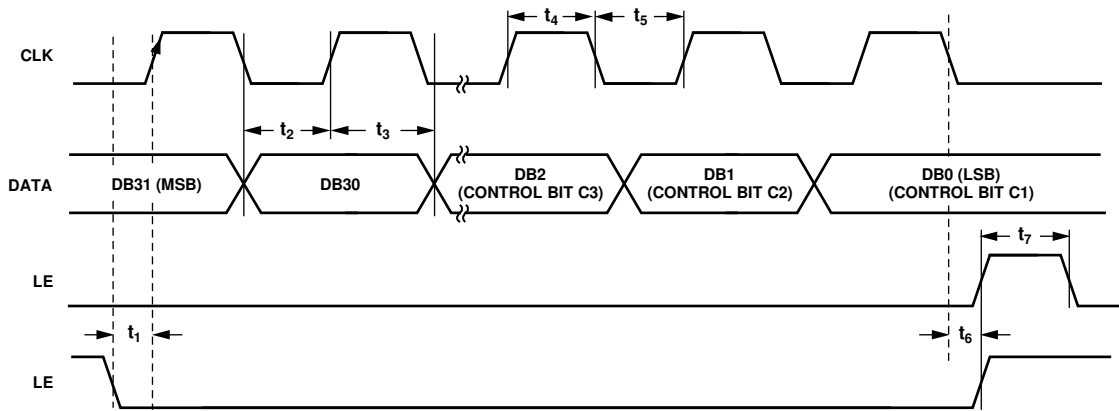 t4 t5
CLK
t2 t3
DATA
DB31 (MSB)
DB30
DB2
(CONTROL BIT C3)
DB1
(CONTROL BIT C2)
DB0 (LSB)
(CONTROL BIT C1)
t7
LE
t1
t6
LE